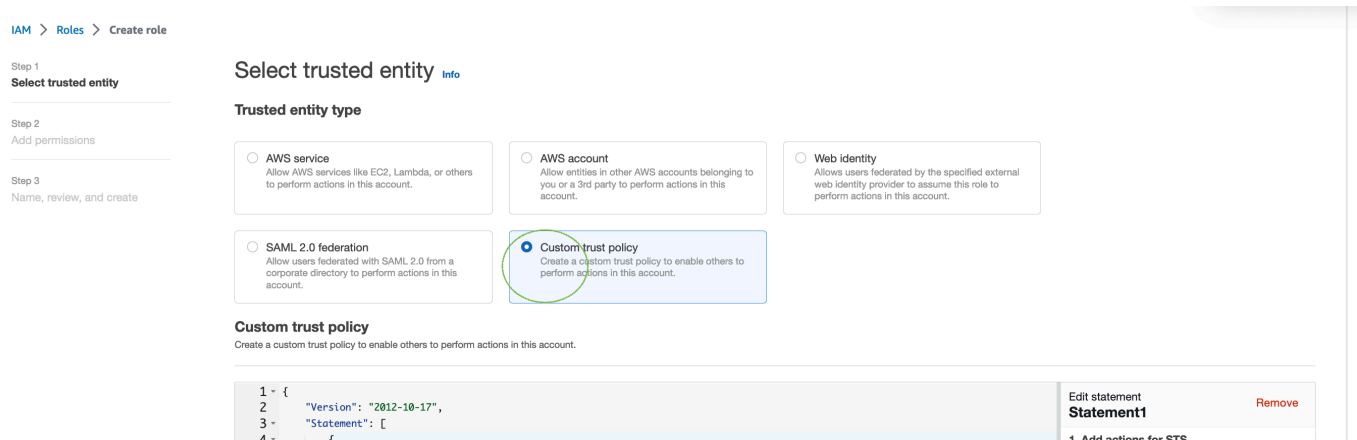 IAM > Roles > Create role
Step 1
Select trusted entity
Step 2
Add permissions
Step 3
Name, review, and create
Select trusted entity Info
Trusted entity type
AWS service
Allow AWS services like EC2, Lambda, or others
to perform actions in this account.
AWS account
Allow entities in other AWS accounts belonging to
you or a 3rd party to perform actions in this
account.
Web identity
Allows users federated by the specified external
web identity provider to assume this role to
perform actions in this account.
SAML 2.0 federation
Allow users federated with SAML 2.0 from a
corporate directory to perform actions in this
account.
Custom trust policy
Create a custom trust policy to enable others to
perform actions in this account.
Custom trust policy
Create a custom trust policy to enable others to perform actions in this account.
1 {
2 "Version": "2012-10-17",
3 "Statement": [
4 {
Edit statement
Statement1
Remove
1. Add actions for STS